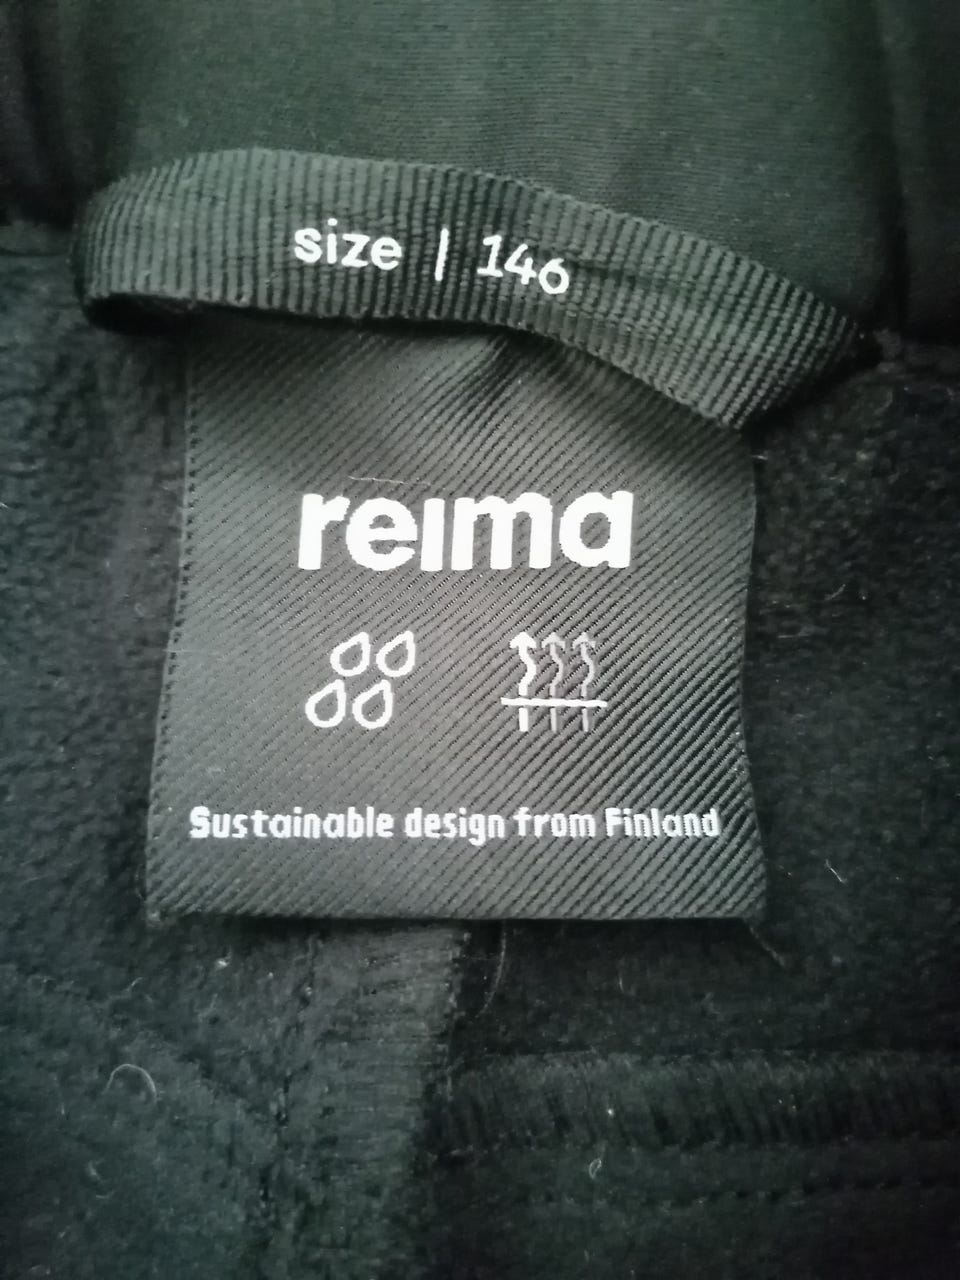 size | 146
reima
Sustainable design from Finland